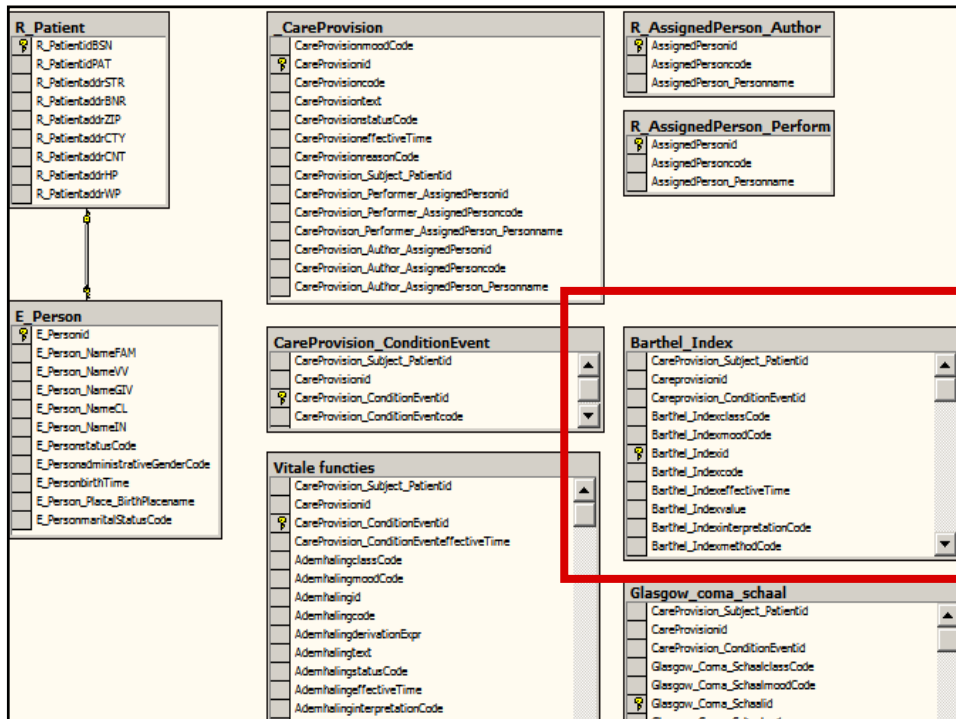 R_Patient
R_PatientidBSN
R_PatientidPAT
R_PatientaddrSTR
R_PatientaddrBNR
R_PatientaddrZIP
R_PatientaddrCTY
R_PatientaddrCNT
R_PatientaddrHP
R_PatientaddrWP
E_Person
E_Personid
E_Person_NameFAM
E_Person_NameVV
E_Person_NameGIV
E_Person_NameCL
E_Person_NameIN
E_PersonstatusCode
E_PersonadministrativeGenderCode
E_PersonbirthTime
E_Person_Place_BirthPlacename
E_PersonmaritalStatusCode
_CareProvision
CareProvisionmoodCode
CareProvisionid
CareProvisioncode
CareProvisiontext
CareProvisionstatusCode
CareProvisioneffectiveTime
CareProvisionreasonCode
CareProvision_Subject_Patientid
CareProvision_Performer_AssignedPersonid
CareProvision_Performer_AssignedPersoncode
CareProvison_Performer_AssignedPerson_Personname
CareProvision_Author_AssignedPersonid
CareProvision_Author_AssignedPersoncode
CareProvision_Author_AssignedPerson_Personname
CareProvision_ConditionEvent
CareProvision_Subject_Patientid
CareProvisionid
CareProvision_ConditionEventid
CareProvision_ConditionEventcode
Vitale functies
CareProvision_Subject_Patientid
CareProvisionid
CareProvision_ConditionEventid
CareProvision_ConditionEventeffectiveTime
AdemhalingclassCode
AdemhalingmoodCode
Ademhalingid
Ademhalingcode
AdemhalingderivationExpr
Ademhalingtext
AdemhalingstatusCode
AdemhalingeffectiveTime
AdemhalinginterpretationCode
R_AssignedPerson_Author
AssignedPersonid
AssignedPersoncode
AssignedPerson_Personname
R_AssignedPerson_Perform
AssignedPersonid
AssignedPersoncode
AssignedPerson_Personname
Barthel_Index
CareProvision_Subject_Patientid
Careprovisionid
Careprovision_ConditionEventid
Barthel_IndexclassCode
Barthel_IndexmoodCode
Barthel_Indexid
Barthel_Indexcode
Barthel_IndexeffectiveTime
Barthel_Indexvalue
Barthel_IndexinterpretationCode
Barthel_IndexmethodCode
Glasgow_coma_schaal
CareProvision_Subject_Patientid
CareProvisionid
CareProvision_ConditionEventid
Glasgow_Coma_SchaalclassCode
Glasgow_Coma_SchaalmoodCode
Glasgow_Coma_Schaalid